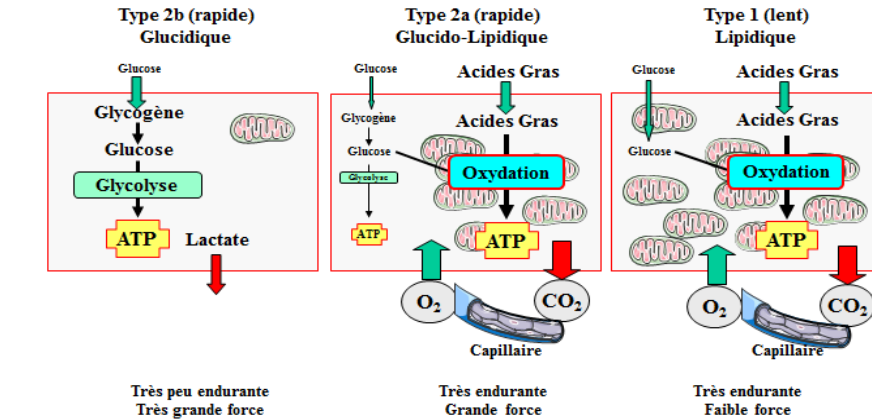 Type 2b (rapide)
Glucidique
Glucose
Glycogène
Glucose
Glycolyse
ATP
Lactate
Très peu endurante
Très grande force
Type 2a (rapide)
Glucido-Lipidique
Glucose
Acides Gras
Glycogène
Acides Gras
Glucose
Oxydation
Glycolyse
ATP
ATP
O2
CO2
Capillaire
Très endurante
Grande force
Type 1 (lent)
Lipidique
Glucose
Acides Gras
Acides Gras
Glucose
Oxydation
ATP
O2
CO2
Capillaire
Très endurante
Faible force